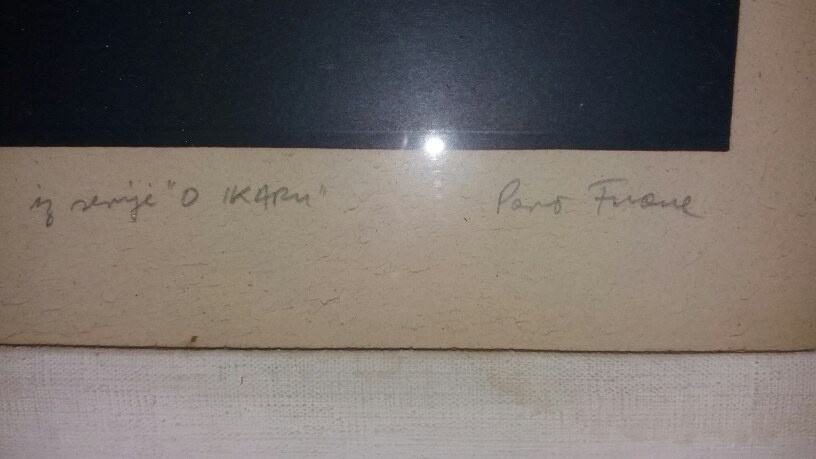 iz serije "O IKARU" Paro Frane